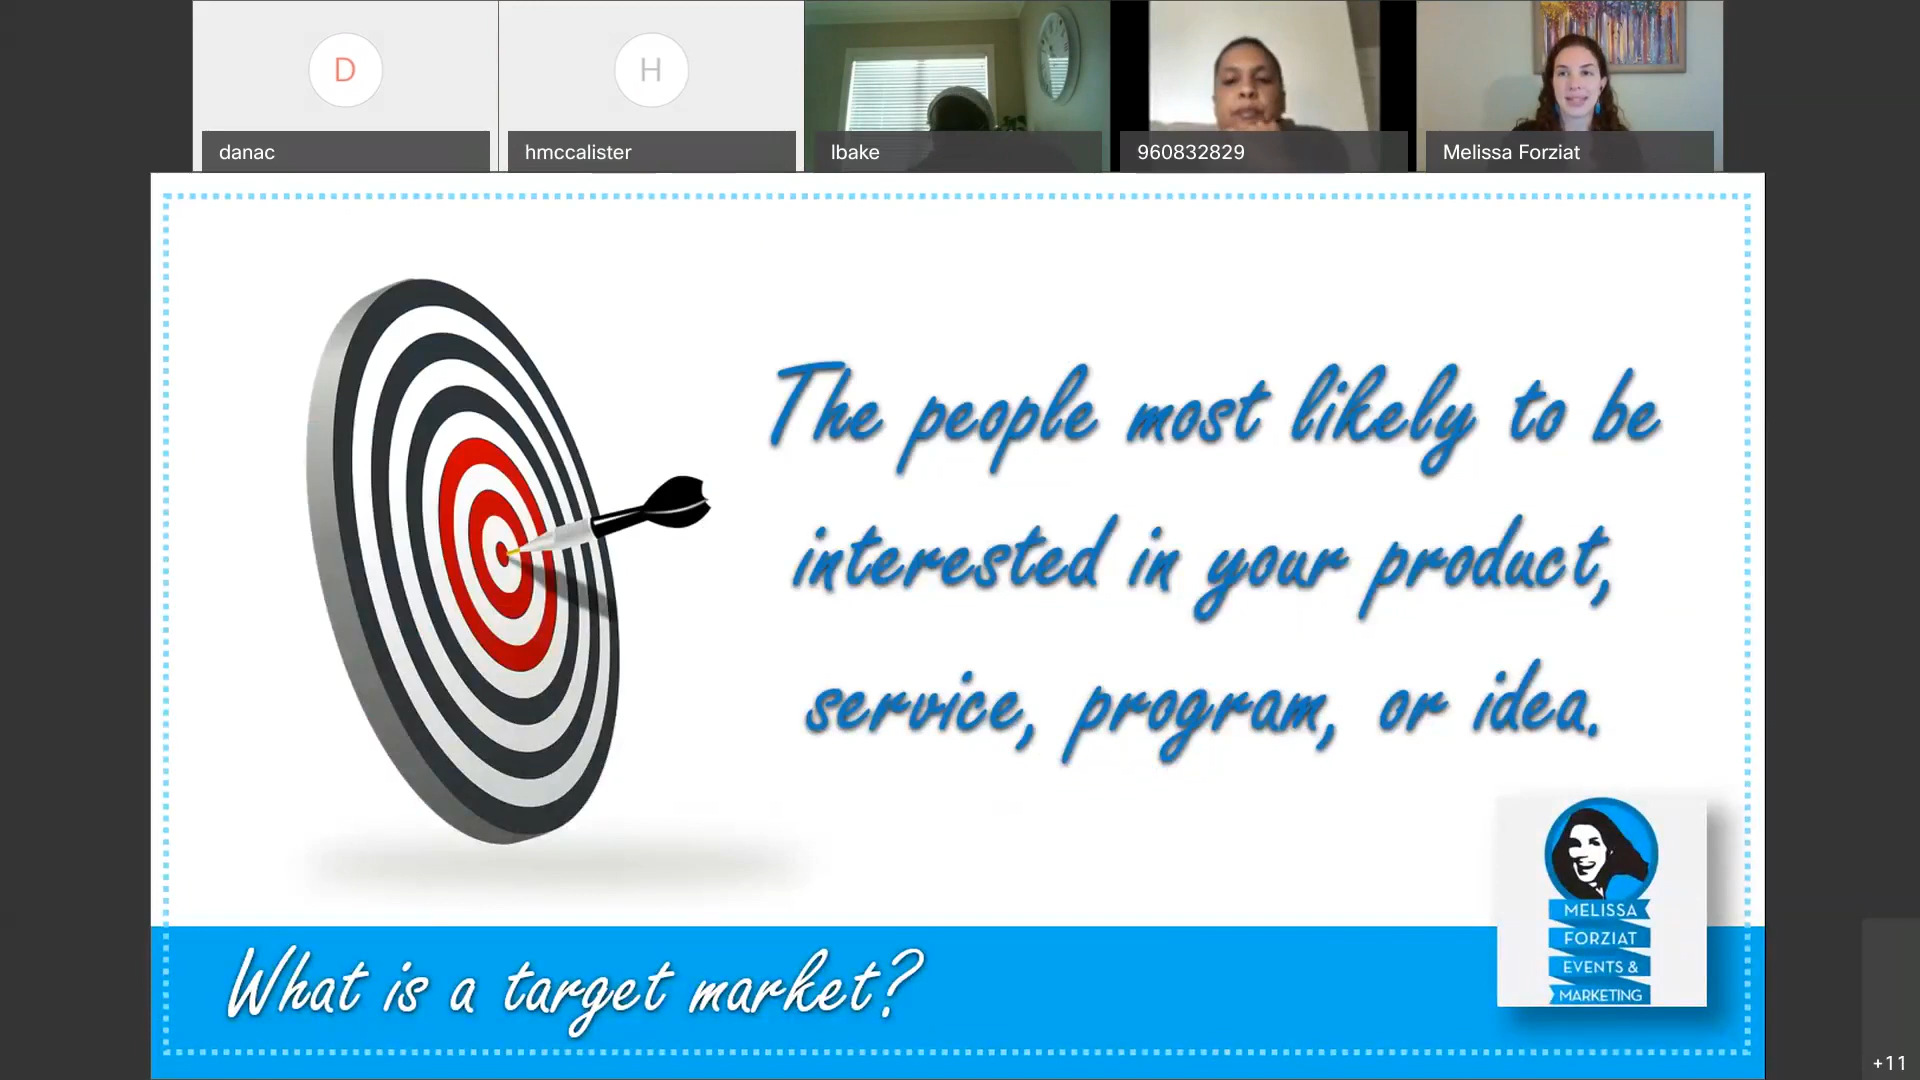 D
H
danac
hmccalister
lbake
960832829
Melissa Forziat
The people most likely to be
interested in your product,
service, program, or idea.
MELISSA
FORZIAT
EVENTS &
MARKETING
What is a target market?
+11